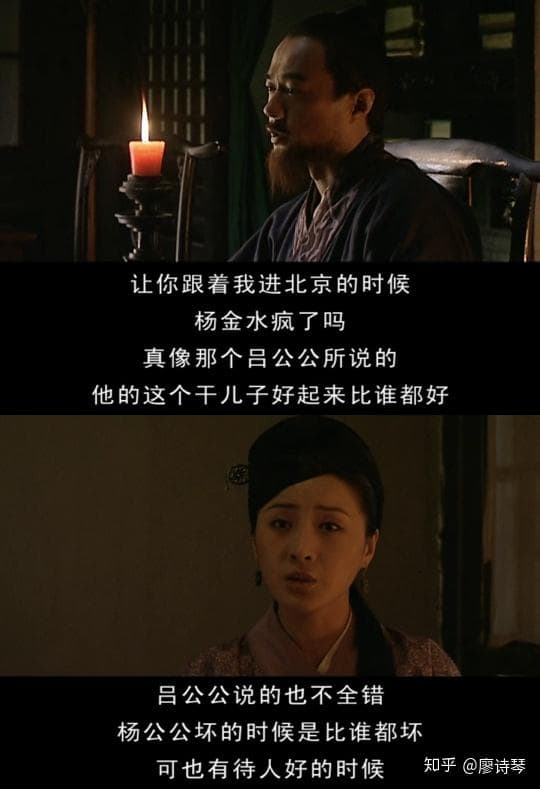 让你跟着我进北京的时候
杨金水疯了吗
真像那个吕公公所说的
他的这个干儿子好起来比谁都好
吕公公说的也不全错
杨公公坏的时候是比谁都坏
可也有待人好的时候
知乎 @廖诗琴